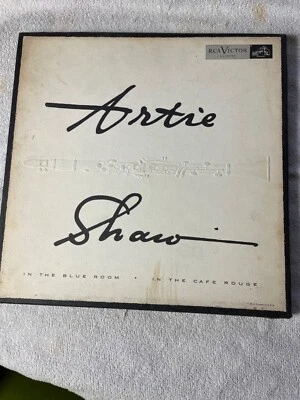 RCA VICTOR
Artie
Shaw
IN THE BLUE ROOM • IN THE CAFE ROUGE